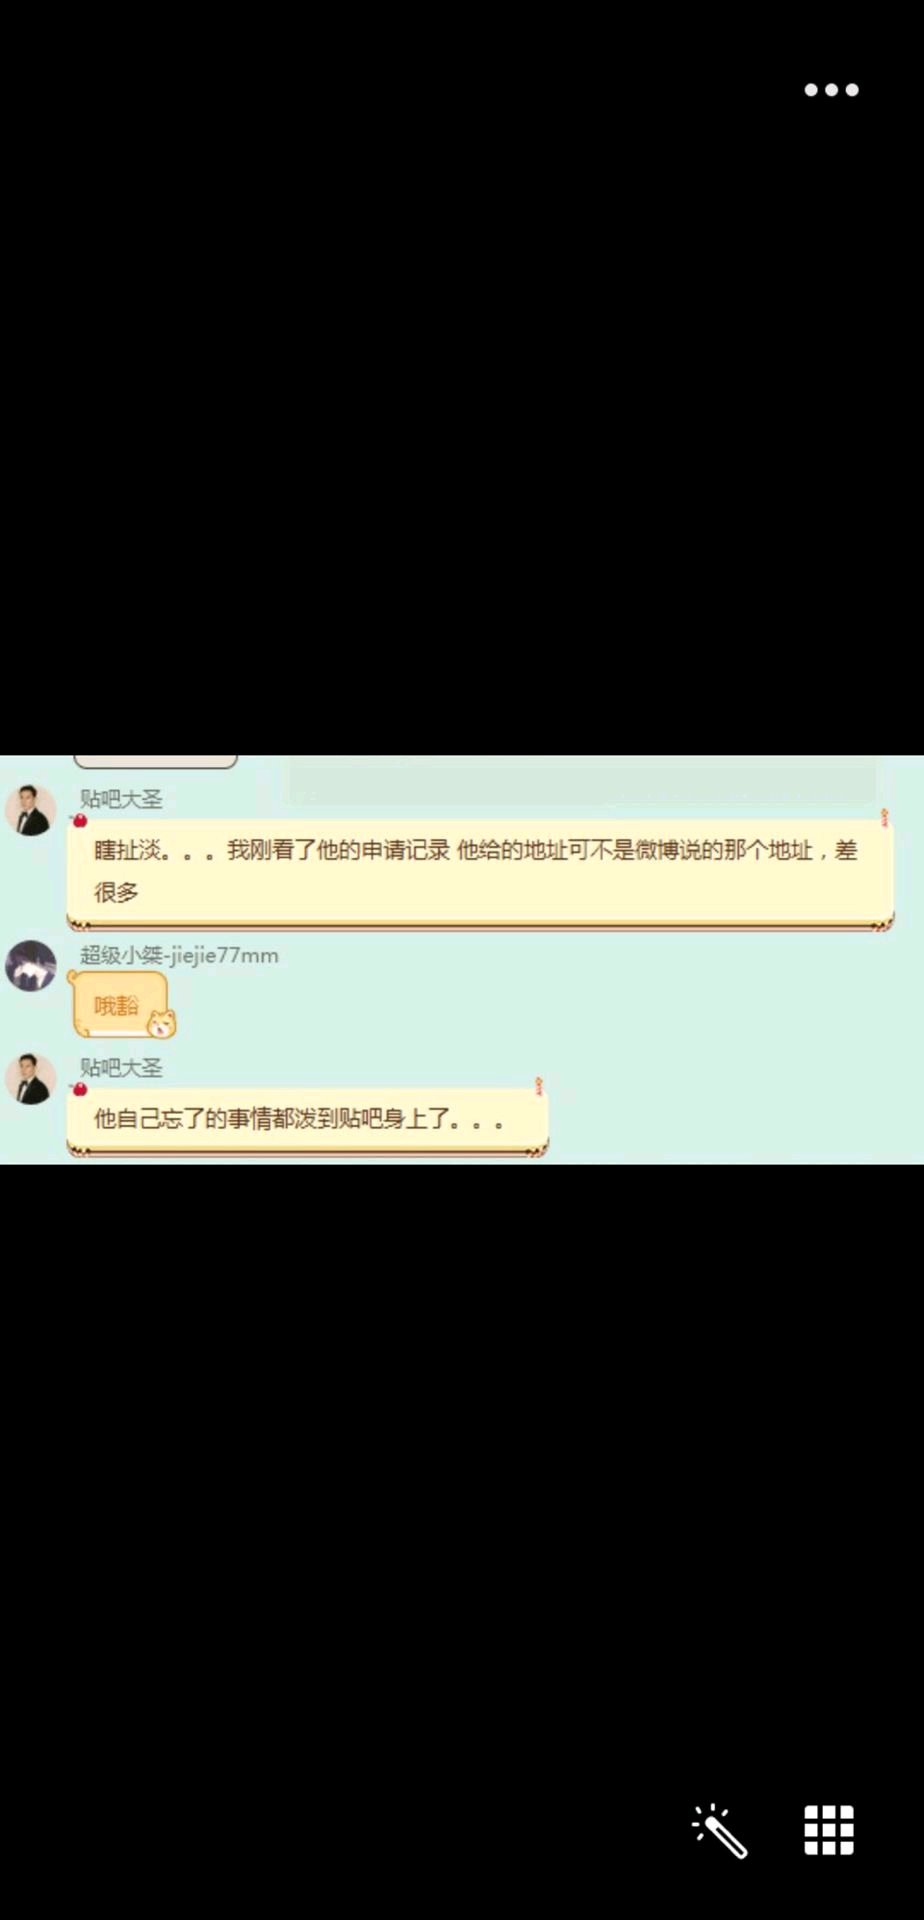 贴吧大圣
瞎扯淡。。。我刚看了他的申请记录 他给的地址可不是微博说的那个地址，差
很多
超级小桀-jiejie77mm
哦豁
贴吧大圣
他自己忘了的事情都泼到贴吧身上了。。。